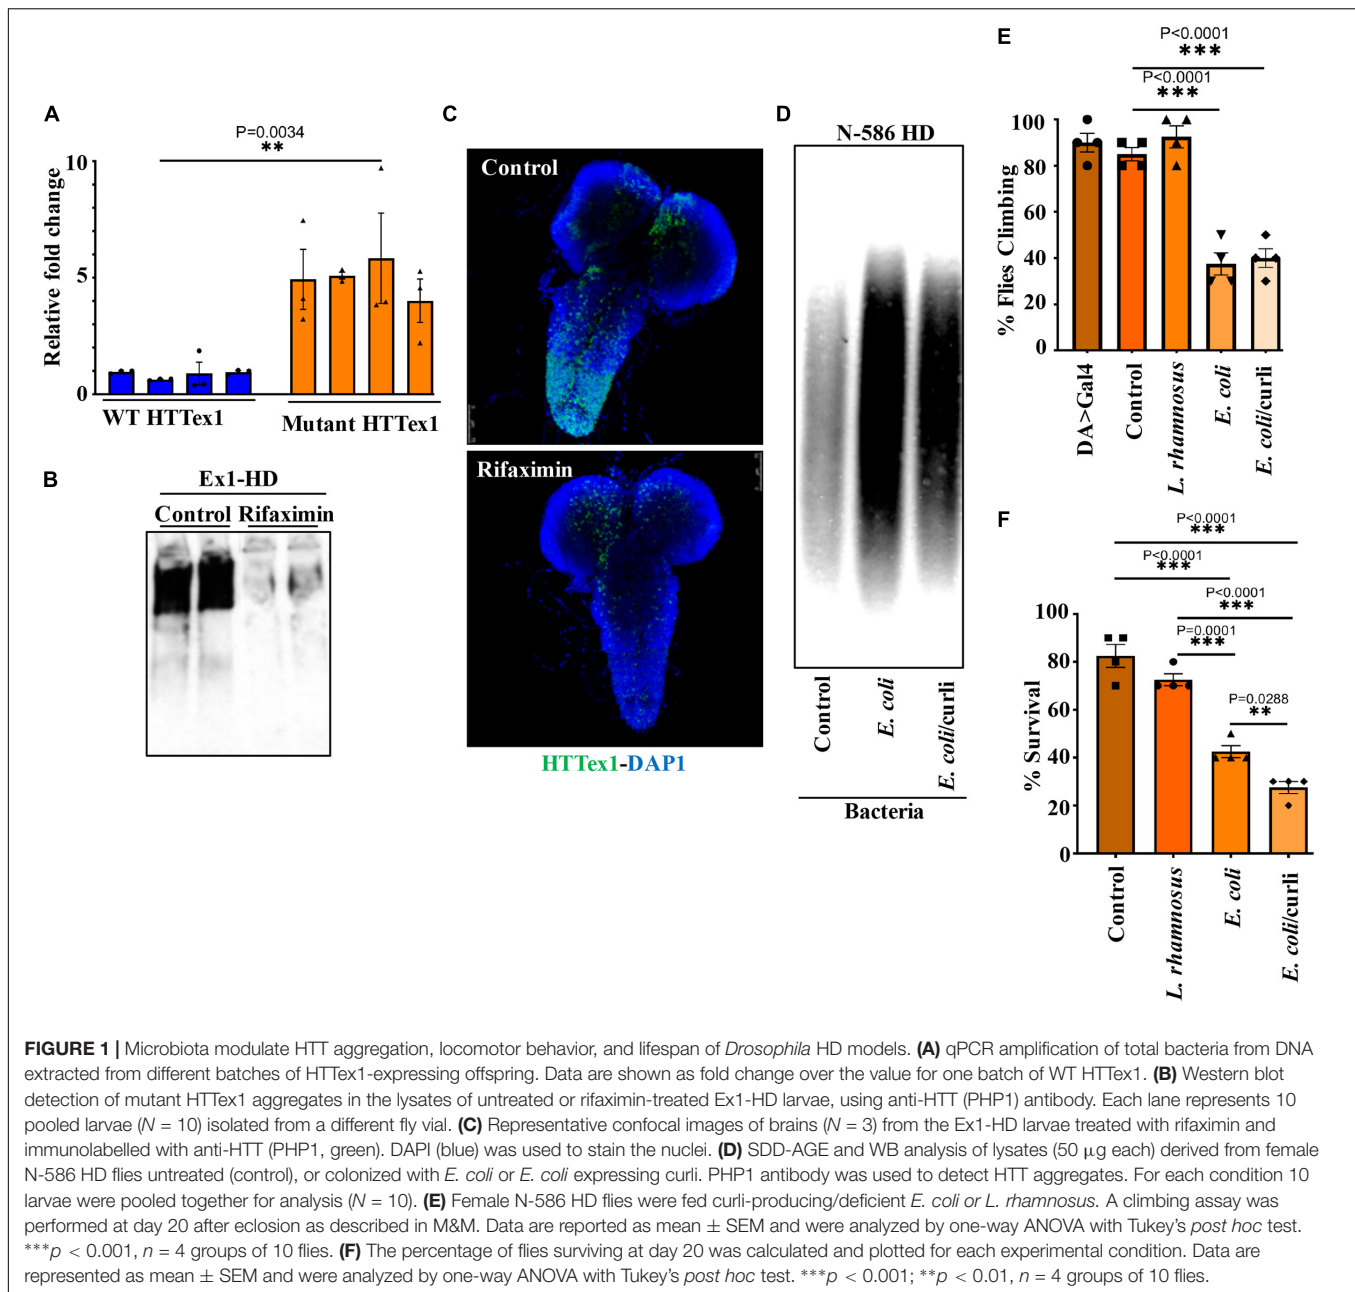 A
P=0.0034
**
Relative fold change
10
5
0
WT HTTex1
Mutant HTTex1
B
Ex1-HD
Control Rifaximin
C
Control
Rifaximin
HTTex1-DAP1
D
N-586 HD
Control
E. coli
E. coli/curli
Bacteria
E
P<0.0001
***
P<0.0001
***
% Flies Climbing
100
80
60
40
20
0
DA>Gal4
Control
L. rhamnosus
E. coli
E. coli/curli
F
P<0.0001
***
P<0.0001
***
P<0.0001
***
P=0.0001
***
P=0.0288
**
% Survival
100
80
60
40
20
0
Control
L. rhamnosus
E. coli
E. coli/curli
FIGURE 1 | Microbiota modulate HTT aggregation, locomotor behavior, and lifespan of Drosophila HD models. (A) qPCR amplification of total bacteria from DNA
extracted from different batches of HTTex1-expressing offspring. Data are shown as fold change over the value for one batch of WT HTTex1. (B) Western blot
detection of mutant HTTex1 aggregates in the lysates of untreated or rifaximin-treated Ex1-HD larvae, using anti-HTT (PHP1) antibody. Each lane represents 10
pooled larvae (N = 10) isolated from a different fly vial. (C) Representative confocal images of brains (N = 3) from the Ex1-HD larvae treated with rifaximin and
immunolabelled with anti-HTT (PHP1, green). DAPI (blue) was used to stain the nuclei. (D) SDD-AGE and WB analysis of lysates (50 μg each) derived from female
N-586 HD flies untreated (control), or colonized with E. coli or E. coli expressing curli. PHP1 antibody was used to detect HTT aggregates. For each condition 10
larvae were pooled together for analysis (N = 10). (E) Female N-586 HD flies were fed curli-producing/deficient E. coli or L. rhamnosus. A climbing assay was
performed at day 20 after eclosion as described in M&M. Data are reported as mean ± SEM and were analyzed by one-way ANOVA with Tukey's post hoc test.
***p < 0.001, n = 4 groups of 10 flies. (F) The percentage of flies surviving at day 20 was calculated and plotted for each experimental condition. Data are
represented as mean ± SEM and were analyzed by one-way ANOVA with Tukey's post hoc test. ***p < 0.001; **p < 0.01, n = 4 groups of 10 flies.